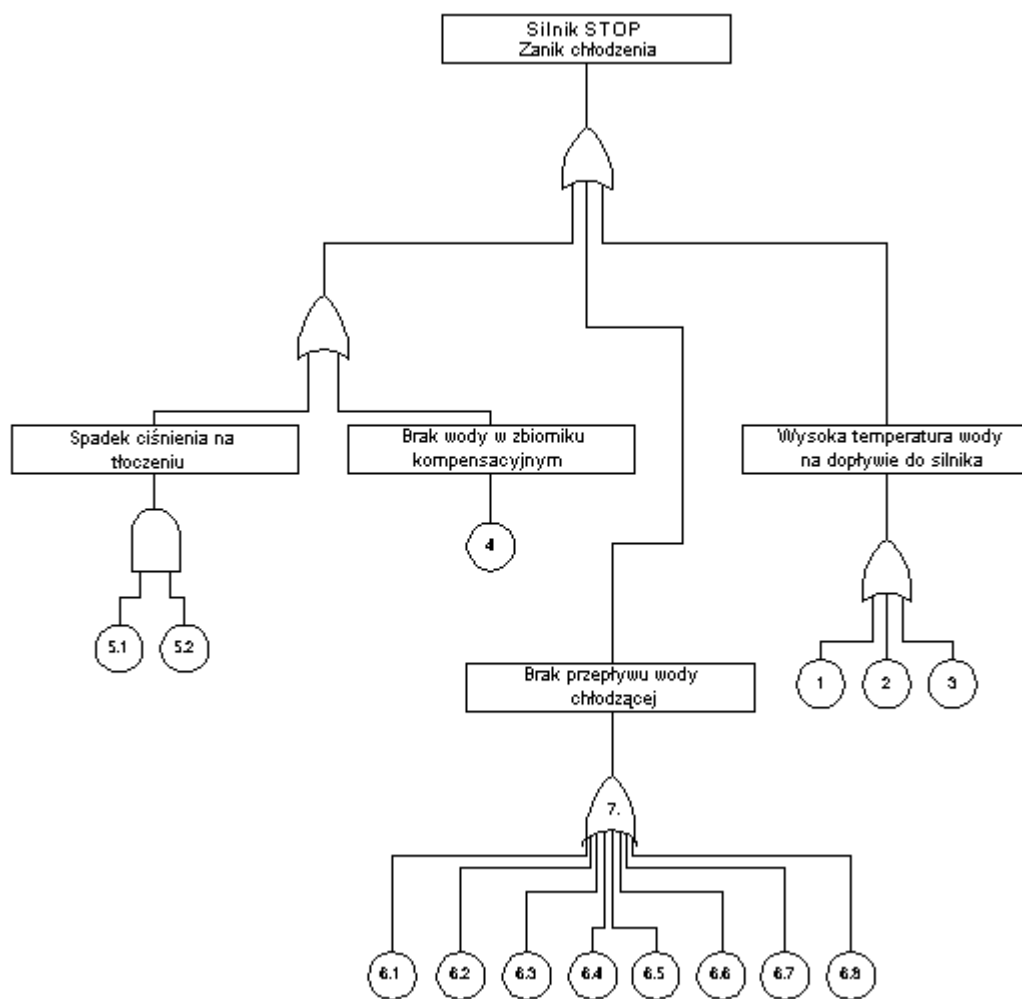 Silnik STOP
Zanik chłodzenia
Spadek ciśnienia na
tłoczeniu
Brak wody w zbiorniku
kompensacyjnym
Wysoka temperatura wody
na dopływie do silnika
4
5.1
5.2
Brak przepływu wody
chłodzącej
1
2
3
7.
6.1
6.2
6.3
6.4
6.5
6.6
6.7
6.8